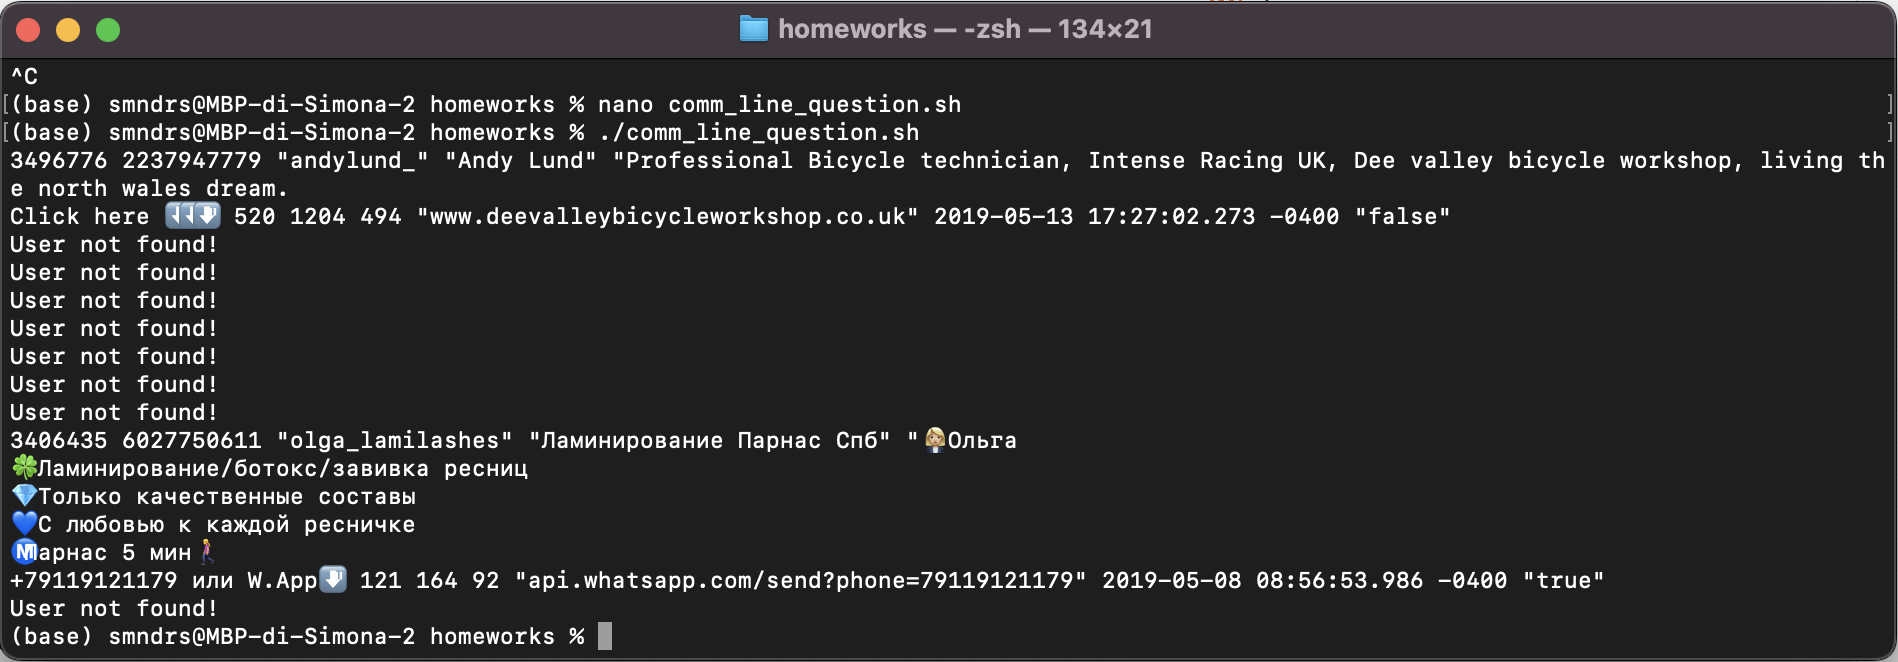 homeworks — -zsh — 134×21
^C
(base) smndrs@MBP-di-Simona-2 homeworks % nano comm_line_question.sh
(base) smndrs@MBP-di-Simona-2 homeworks % ./comm_line_question.sh
3496776 2237947779 "andylund_" "Andy Lund" "Professional Bicycle technician, Intense Racing UK, Dee valley bicycle workshop, living th
e north wales dream.
Click here ⬇⬇⬇ 520 1204 494 "www.deevalleybicycleworkshop.co.uk" 2019-05-13 17:27:02.273 -0400 "false"
User not found!
User not found!
User not found!
User not found!
User not found!
User not found!
User not found!
3406435 6027750611 "olga_lamilashes" "Ламинирование Парнас Спб" "👩🏼‍💼Ольга
🍀Ламинирование/ботокс/завивка ресниц
💎Только качественные составы
💙С любовью к каждой ресничке
Ⓜ️арнас 5 мин🚶‍♀️
+79119121179 или W.App⬇ 121 164 92 "api.whatsapp.com/send?phone=79119121179" 2019-05-08 08:56:53.986 -0400 "true"
User not found!
(base) smndrs@MBP-di-Simona-2 homeworks %